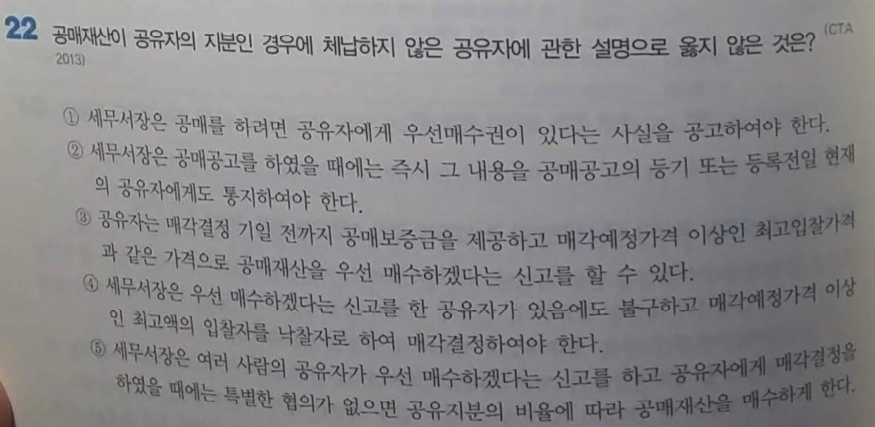 22 공매재산이 공유자의 지분인 경우에 체납하지 않은 공유자에 관한 설명으로 옳지 않은 것은? (CTA
2013)
① 세무서장은 공매를 하려면 공유자에게 우선매수권이 있다는 사실을 공고하여야 한다.
② 세무서장은 공매공고를 하였을 때에는 즉시 그 내용을 공매공고의 등기 또는 등록전일 현재
의 공유자에게도 통지하여야 한다.
③ 공유자는 매각결정 기일 전까지 공매보증금을 제공하고 매각예정가격 이상인 최고입찰가격
과 같은 가격으로 공매재산을 우선 매수하겠다는 신고를 할 수 있다.
④ 세무서장은 우선 매수하겠다는 신고를 한 공유자가 있음에도 불구하고 매각예정가격 이상
인 최고액의 입찰자를 낙찰자로 하여 매각결정하여야 한다.
⑤ 세무서장은 여러 사람의 공유자가 우선 매수하겠다는 신고를 하고 공유자에게 매각결정을
하였을 때에는 특별한 협의가 없으면 공유지분의 비율에 따라 공매재산을 매수하게 한다.